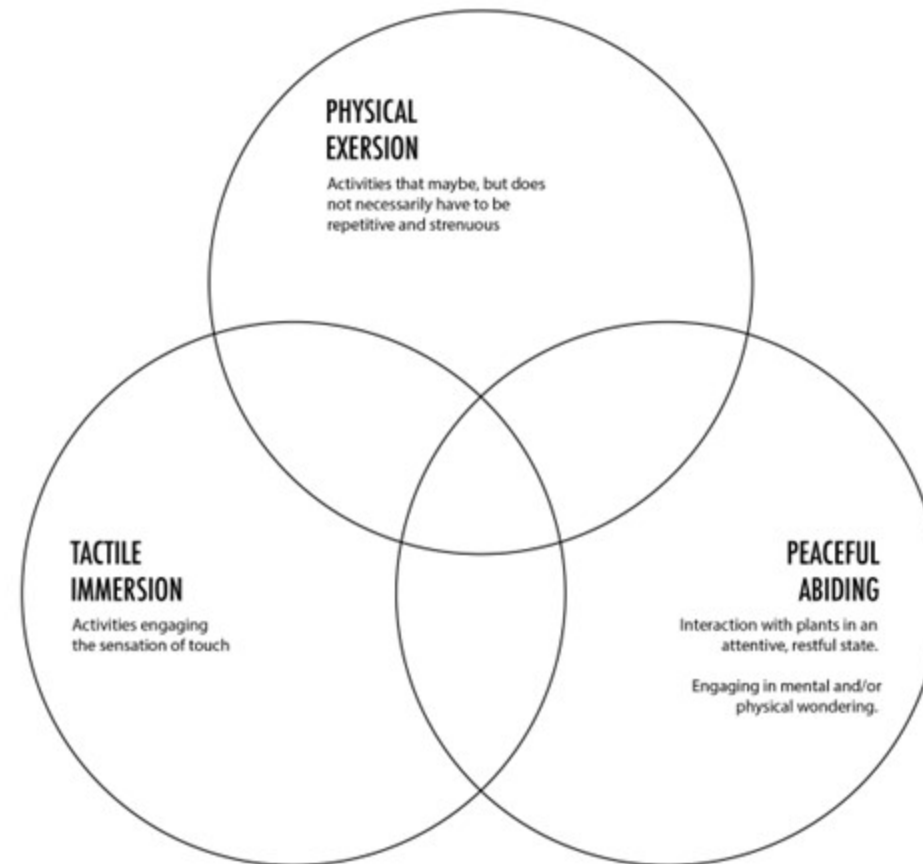 PHYSICAL
EXERSION
Activities that maybe, but does
not necessarily have to be
repetitive and strenuous
TACTILE
IMMERSION
Activities engaging
the sensation of touch
PEACEFUL
ABIDING
Interaction with plants in an
attentive, restful state.
Engaging in mental and/or
physical wondering.